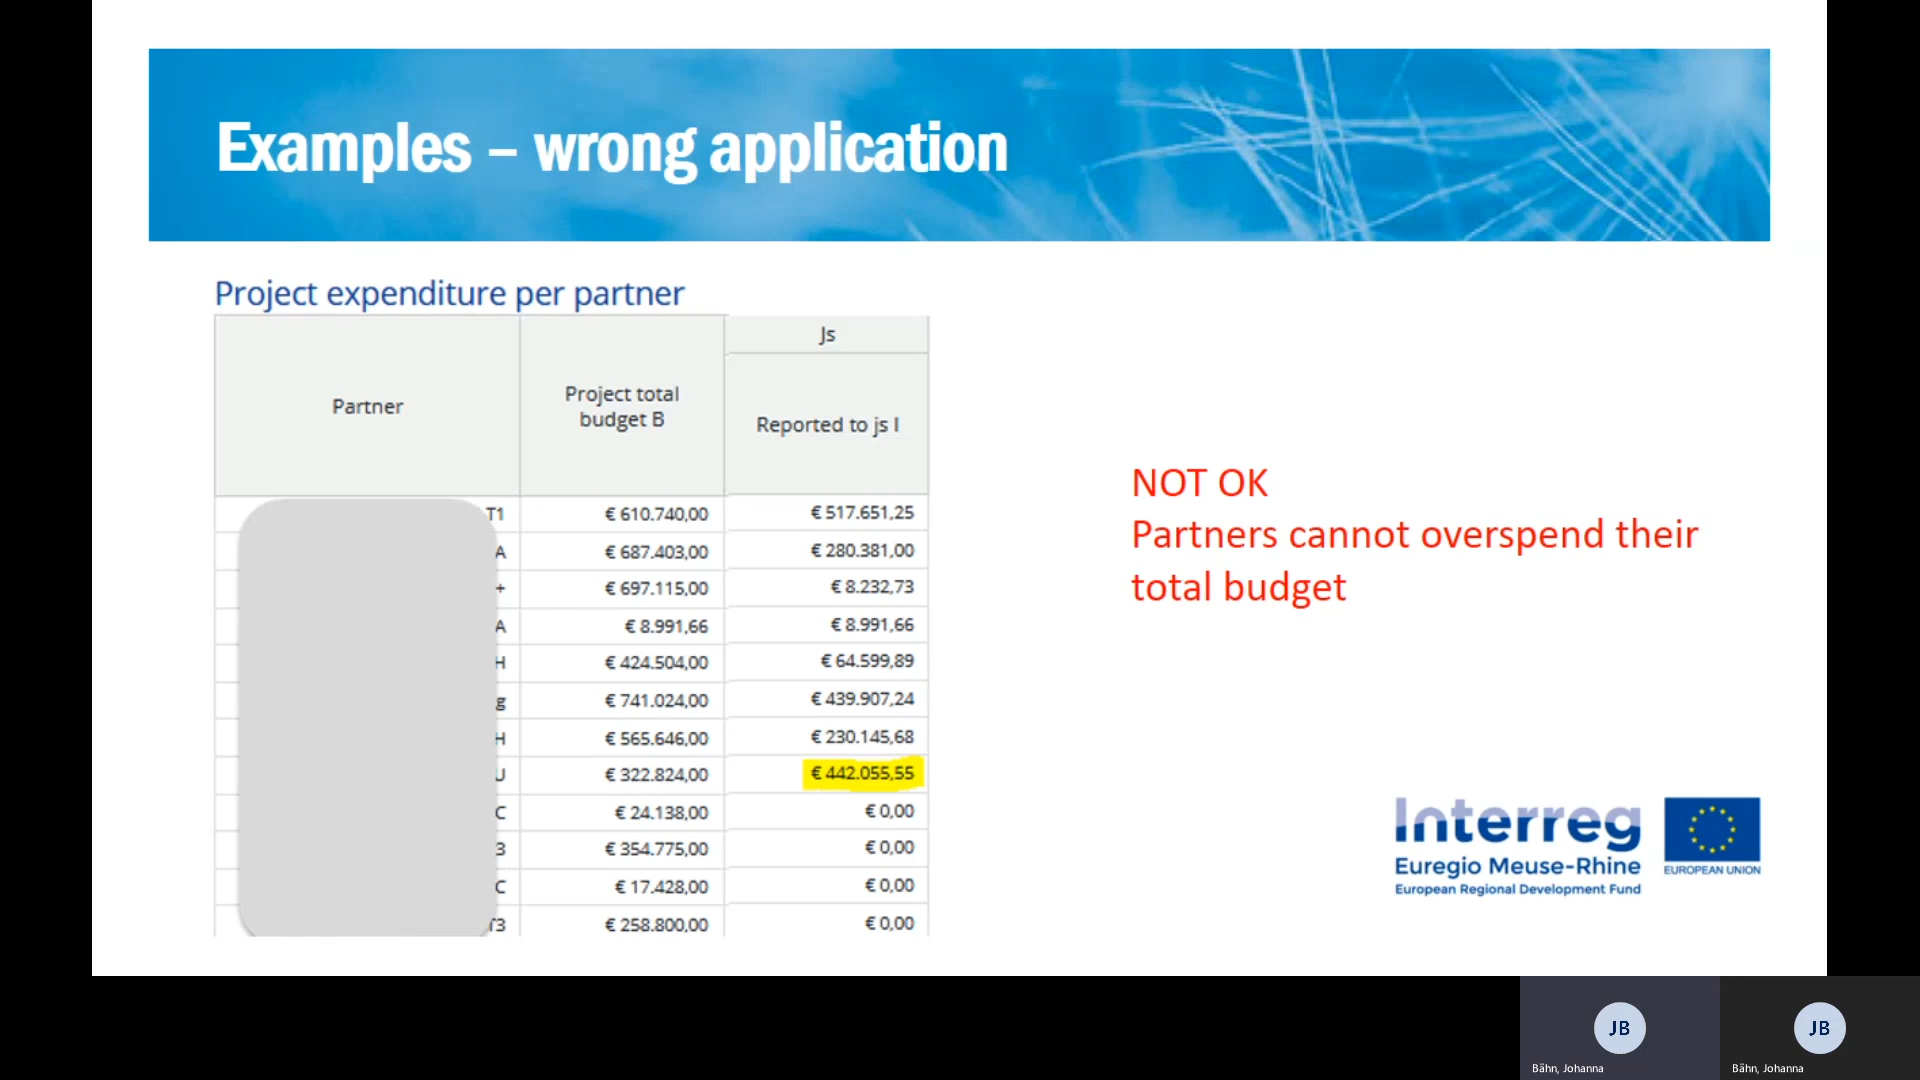 Examples – wrong application
Project expenditure per partner
Js
Partner
Project total
budget B
Reported to js I
T1 € 610.740,00 € 517.651,25
A € 687.403,00 € 280.381,00
+ € 697.115,00 € 8.232,73
A € 8.991,66 € 8.991,66
H € 424.504,00 € 64.599,89
g € 741.024,00 € 439.907,24
H € 565.646,00 € 230.145,68
U € 322.824,00 € 442.055,55
C € 24.138,00 € 0,00
3 € 354.775,00 € 0,00
C € 17.428,00 € 0,00
T3 € 258.800,00 € 0,00
NOT OK
Partners cannot overspend their
total budget
Interreg
Euregio Meuse-Rhine
European Regional Development Fund
EUROPEAN UNION
JB
Bähn, Johanna
JB
Bähn, Johanna